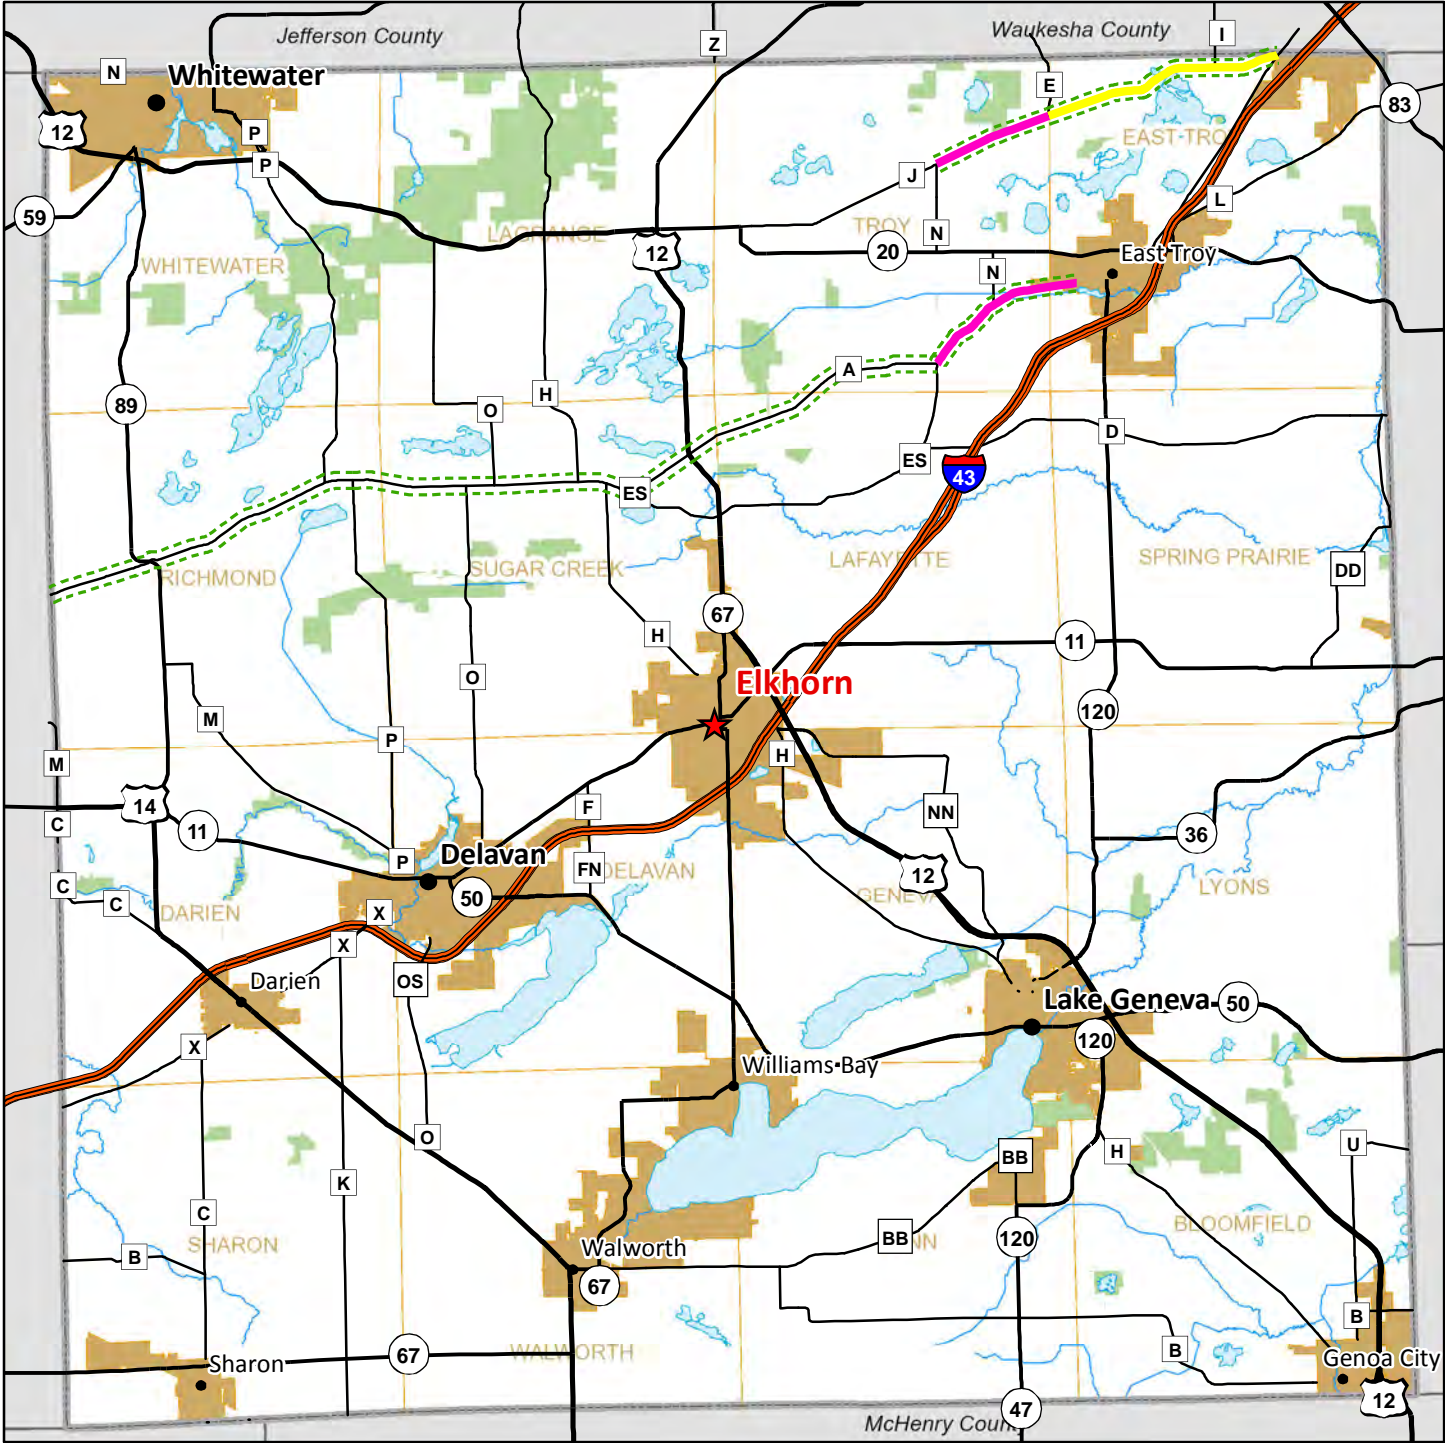 Jefferson County
Z
Waukesha County
I
N
Whitewater
E
83
12
P
P
EAST TRO
J
L
59
LAGRANGE
TROY
N
12
20
East Troy
WHITEWATER
N
A
89
H
O
D
ES
43
ES
RICHMOND
SUGAR CREEK
LAFAYETTE
SPRING PRAIRIE
DD
67
H
11
O
Elkhorn
M
120
P
H
M
14
F
NN
C
11
36
P
Delavan
FN
DELAVAN
12
C
50
GENEVA
LYONS
C
DARIEN
X
X
Darien
OS
Lake Geneva
50
120
X
Williams Bay
O
U
BB
H
K
C
BLOOMFIELD
SHARON
BB
NN
120
B
Walworth
67
B
WALWORTH
67
B
Sharon
Genoa City
12
47
McHenry Coun